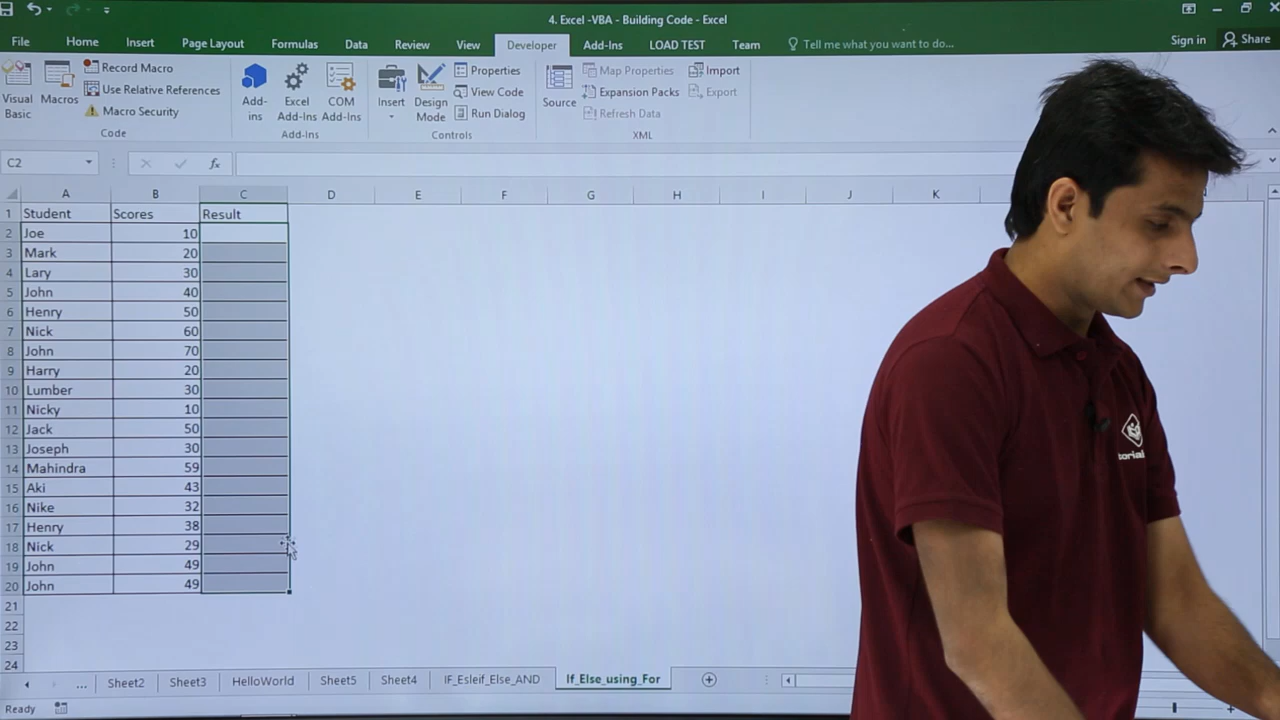 4. Excel -VBA - Building Code - Excel
File Home Insert Page Layout Formulas Data Review View Developer Add-Ins LOAD TEST Team Tell me what you want to do... Sign in Share
Visual Basic
Macros
Record Macro
Use Relative References
Macro Security
Code
Add-ins
Excel Add-Ins
COM Add-Ins
Add-Ins
Insert
Design Mode
Properties
View Code
Run Dialog
Controls
Source
Map Properties
Expansion Packs
Refresh Data
Import
Export
XML
C2 fx
A B C D E F G H I J K
1 Student Scores Result
2 Joe 10
3 Mark 20
4 Lary 30
5 John 40
6 Henry 50
7 Nick 60
8 John 70
9 Harry 20
10 Lumber 30
11 Nicky 10
12 Jack 50
13 Joseph 30
14 Mahindra 59
15 Aki 43
16 Nike 32
17 Henry 38
18 Nick 29
19 John 49
20 John 49
21
22
23
24
... Sheet2 Sheet3 HelloWorld Sheet5 Sheet4 IF_Esleif_Else_AND If_Else_using_For
Ready
torial